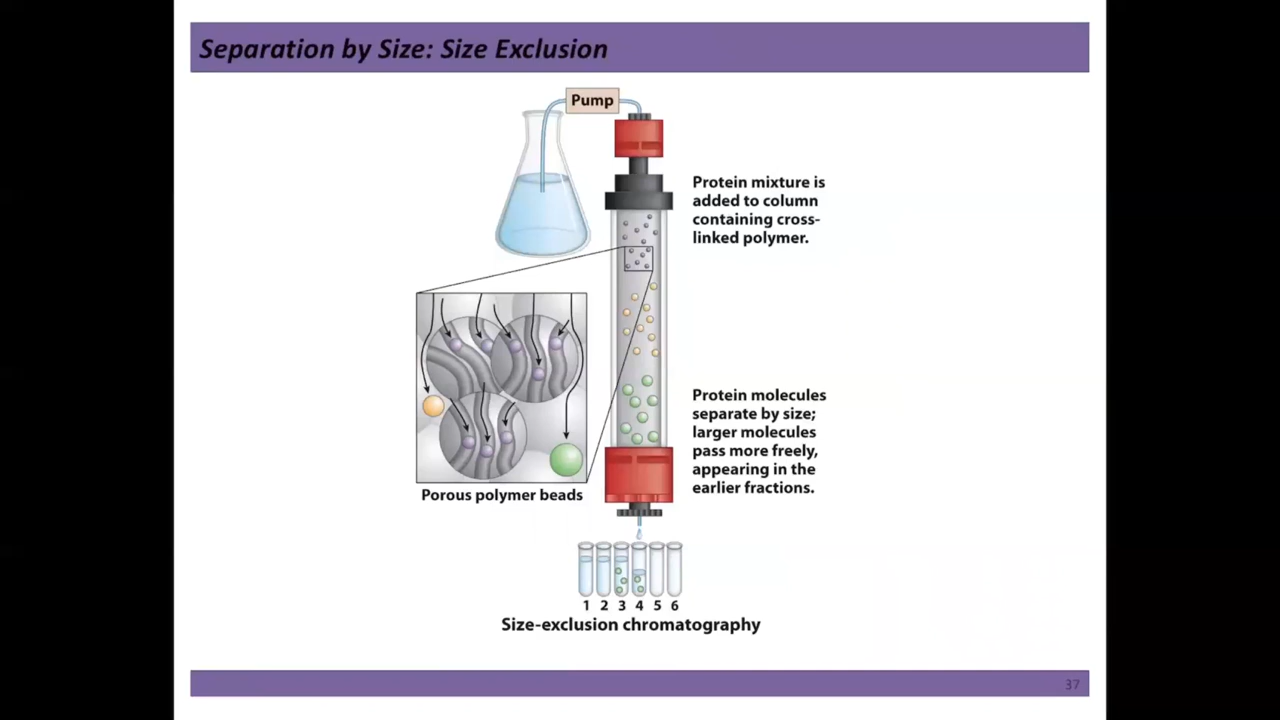 Separation by Size: Size Exclusion
Pump
Protein mixture is
added to column
containing cross-
linked polymer.
Protein molecules
separate by size;
larger molecules
pass more freely,
appearing in the
earlier fractions.
Porous polymer beads
1 2 3 4 5 6
Size-exclusion chromatography
37